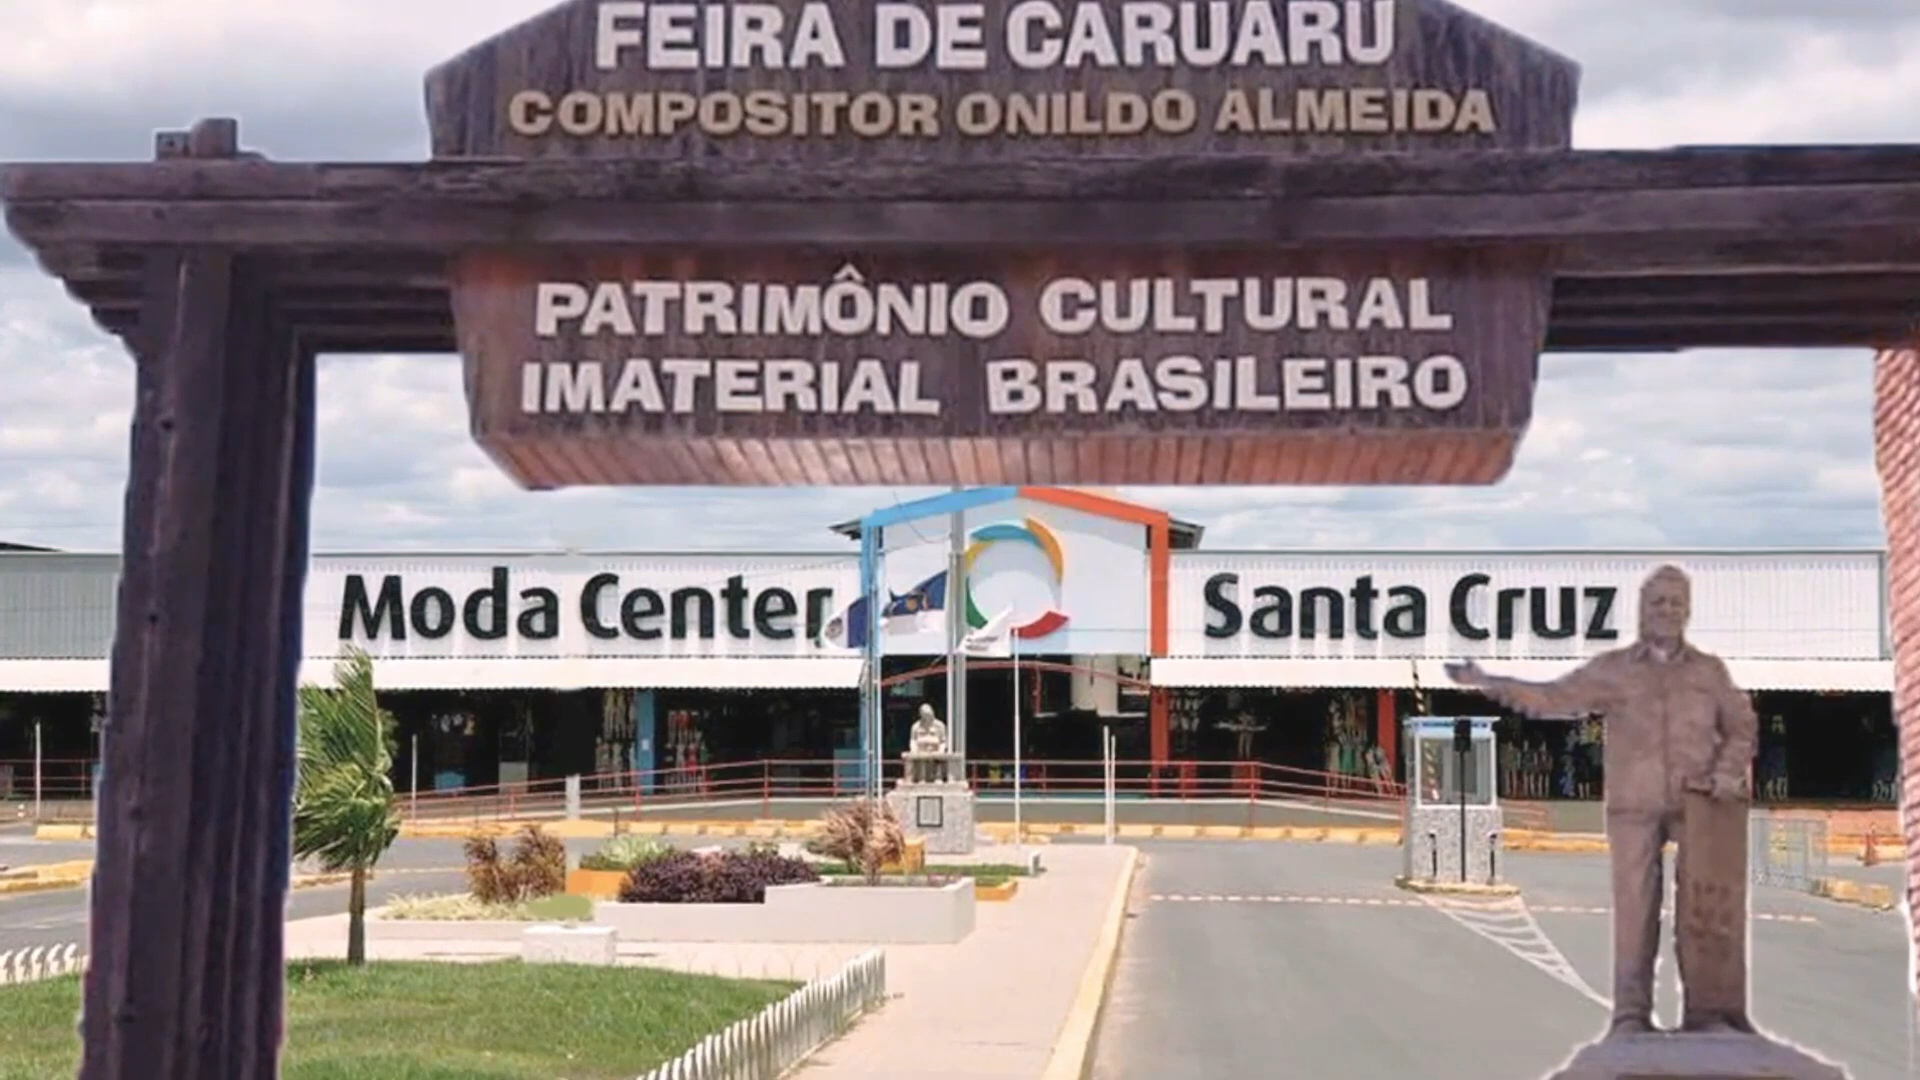 FEIRA DE CARUARU
COMPOSITOR ONILDO ALMEIDA
PATRIMÔNIO CULTURAL
IMATERIAL BRASILEIRO
Moda Center Santa Cruz